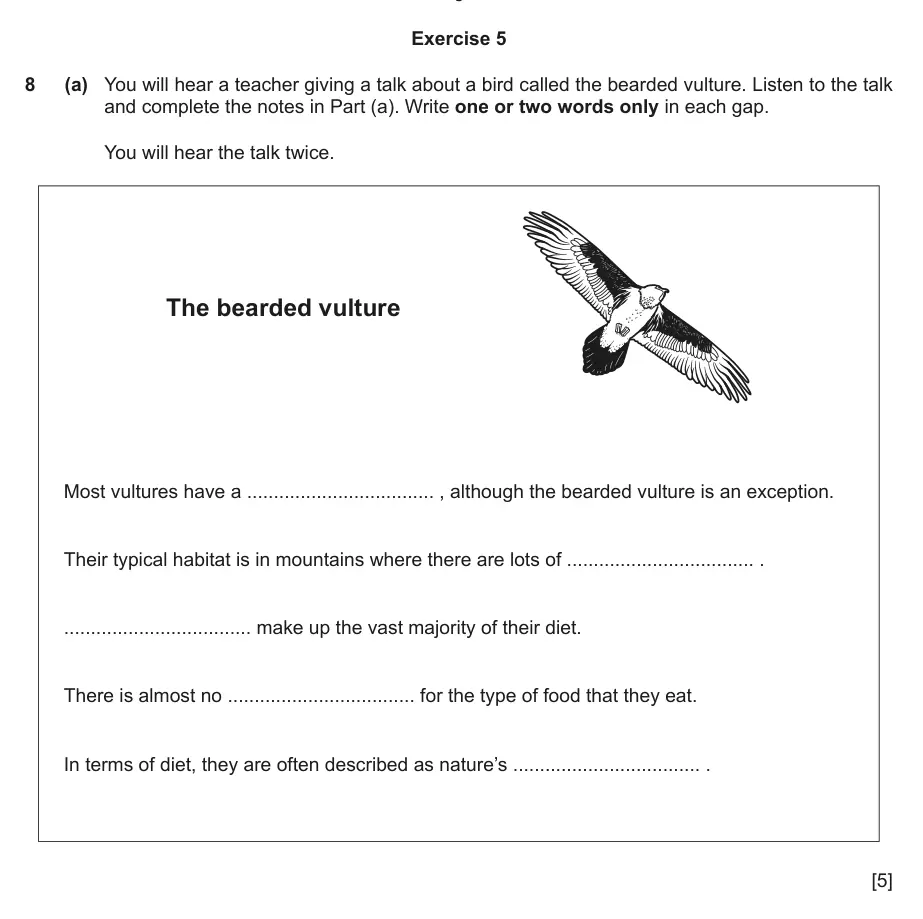 Exercise 5
8 (a) You will hear a teacher giving a talk about a bird called the bearded vulture. Listen to the talk
and complete the notes in Part (a). Write one or two words only in each gap.
You will hear the talk twice.
The bearded vulture
Most vultures have a ................................... , although the bearded vulture is an exception.
Their typical habitat is in mountains where there are lots of ................................... .
................................... make up the vast majority of their diet.
There is almost no ................................... for the type of food that they eat.
In terms of diet, they are often described as nature’s ................................... .
[5]